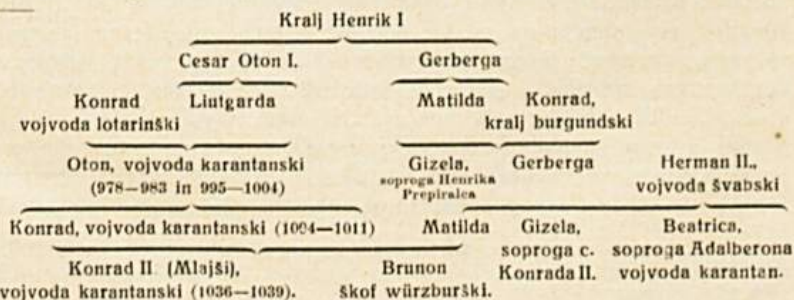 Kralj Henrik I
Cesar Oton I. Gerberga
Konrad Liutgarda Matilda Konrad,
vojvoda lotarinški kralj burgundski
Oton, vojvoda karantanski Gizela, Gerberga Herman II.,
(978—983 in 995—1004) soproga Henrika vojvoda švabski
Prepiralca
Konrad, vojvoda karantanski (1004—1011) Matilda Gizela, Beatrica,
soproga c. soproga Adalberona
Konrad II. (Mlajši), Brunon Konrada II. vojvoda karantan.
vojvoda karantanski (1036—1039). škof würzburški.